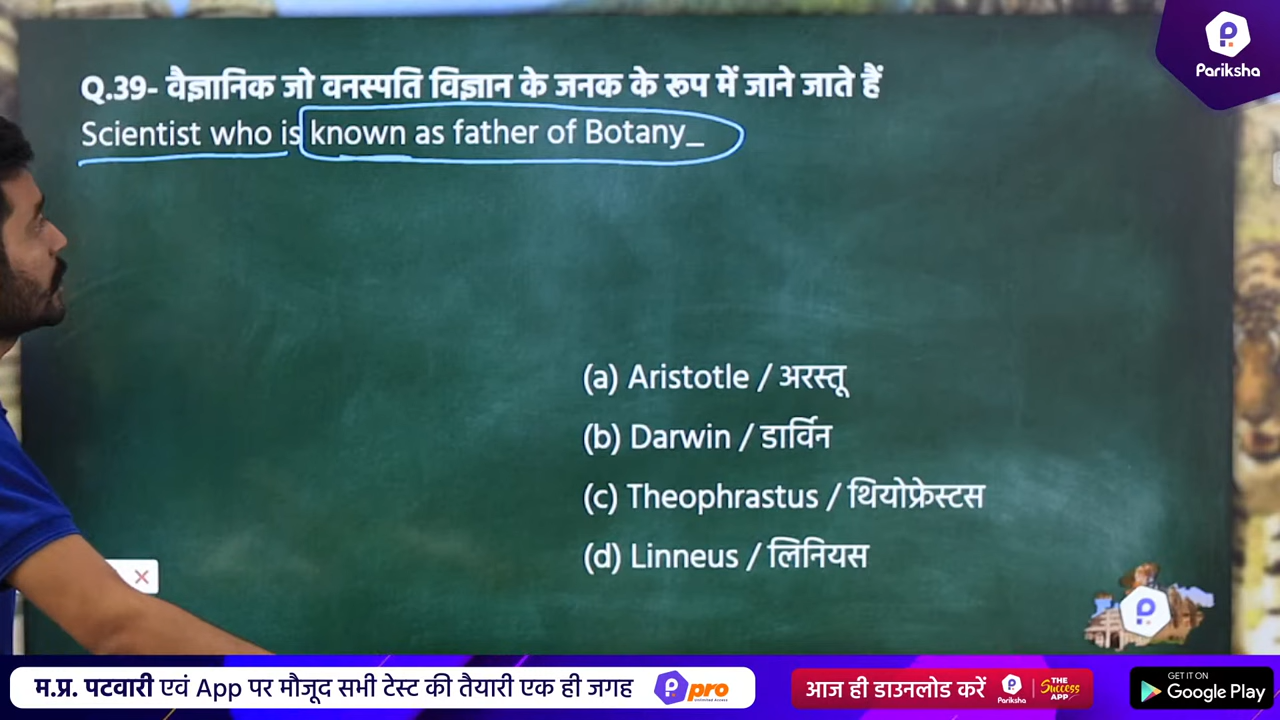 Pariksha
Q.39- वैज्ञानिक जो वनस्पति विज्ञान के जनक के रूप में जाने जाते हैं
Scientist who is known as father of Botany_
(a) Aristotle / अरस्तू
(b) Darwin / डार्विन
(c) Theophrastus / थियोफ्रेस्टस
(d) Linneus / लिनियस
म.प्र. पटवारी एवं App पर मौजूद सभी टेस्ट की तैयारी एक ही जगह
pro
आज ही डाउनलोड करें
Pariksha
THE Success APP
GET IT ON
Google Play